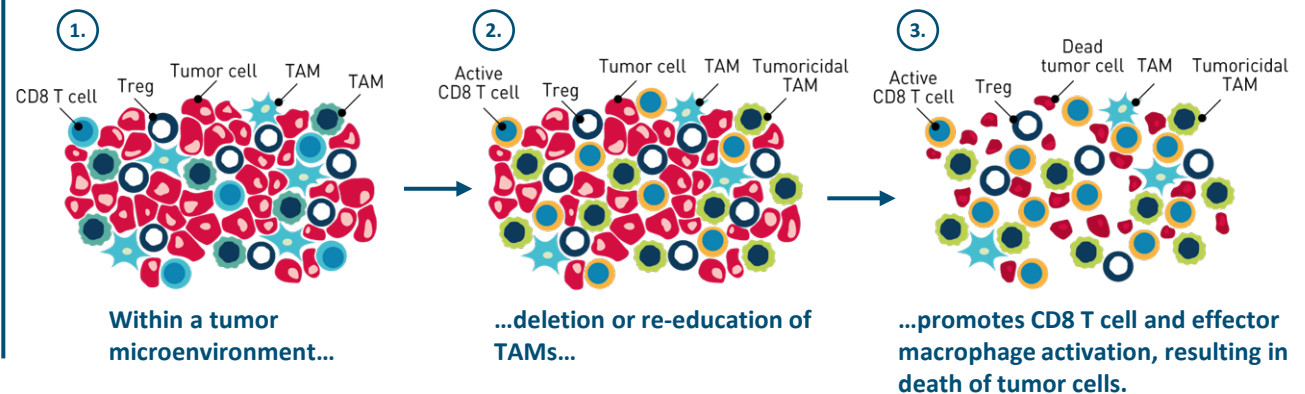 1.
CD8 T cell
Treg
Tumor cell
TAM
TAM
Within a tumor
microenvironment…
2.
Active
CD8 T cell
Treg
Tumor cell
TAM
Tumoricidal
TAM
…deletion or re-education of
TAMs…
3.
Active
CD8 T cell
Treg
Dead
tumor cell
TAM
Tumoricidal
TAM
…promotes CD8 T cell and effector
macrophage activation, resulting in
death of tumor cells.